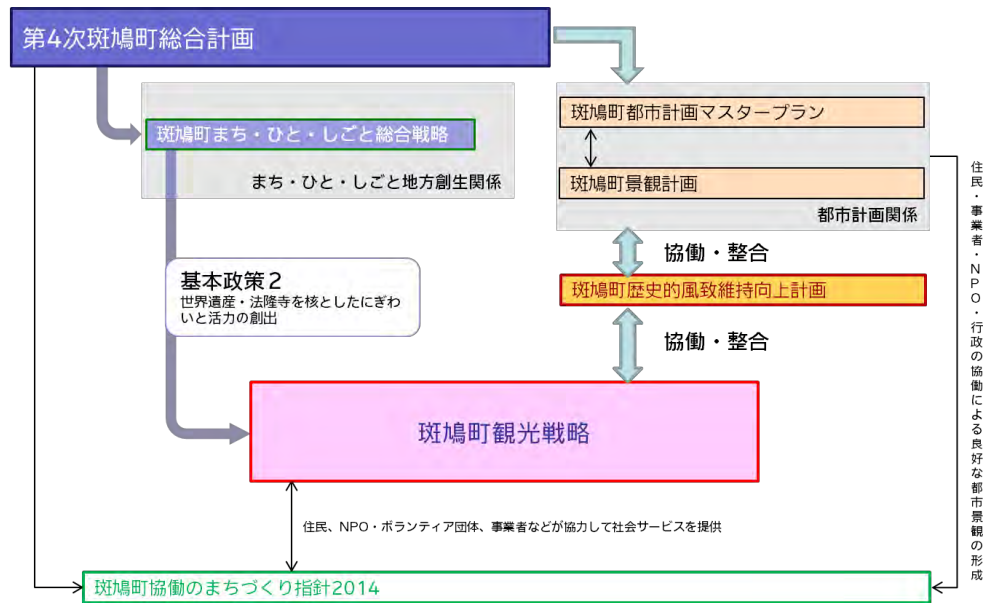 第4次斑鳩町総合計画
斑鳩町まち・ひと・しごと総合戦略
まち・ひと・しごと地方創生関係
斑鳩町都市計画マスタープラン
斑鳩町景観計画
都市計画関係
協働・整合
斑鳩町歴史的風致維持向上計画
協働・整合
基本政策2
世界遺産・法隆寺を核としたにぎわ
いと活力の創出
斑鳩町観光戦略
住民、NPO・ボランティア団体、事業者などが協力して社会サービスを提供
斑鳩町協働のまちづくり指針2014
住民・事業者・NPO・行政の協働による良好な都市景観の形成